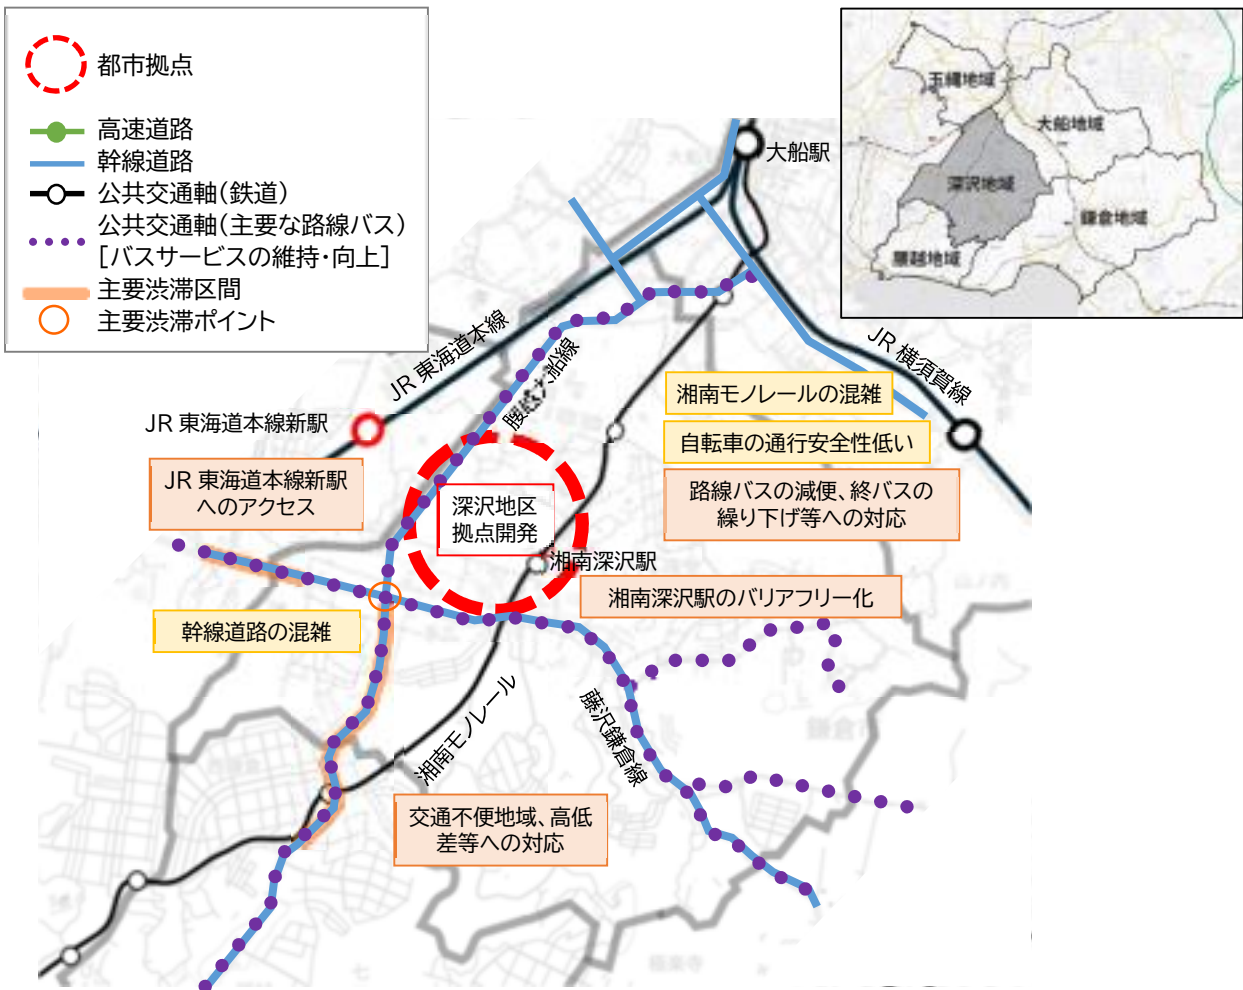 都市拠点
高速道路
幹線道路
公共交通軸(鉄道)
公共交通軸(主要な路線バス)
[バスサービスの維持・向上]
主要渋滞区間
主要渋滞ポイント
玉縄地域
大船地域
深沢地域
鎌倉地域
腰越地域
大船駅
JR 東海道本線
腰越大船線
JR 横須賀線
湘南モノレールの混雑
JR 東海道本線新駅
自転車の通行安全性低い
JR 東海道本線新駅
へのアクセス
路線バスの減便、終バスの
繰り下げ等への対応
深沢地区
拠点開発
湘南深沢駅
湘南深沢駅のバリアフリー化
幹線道路の混雑
湘南モノレール
藤沢鎌倉線
交通不便地域、高低
差等への対応